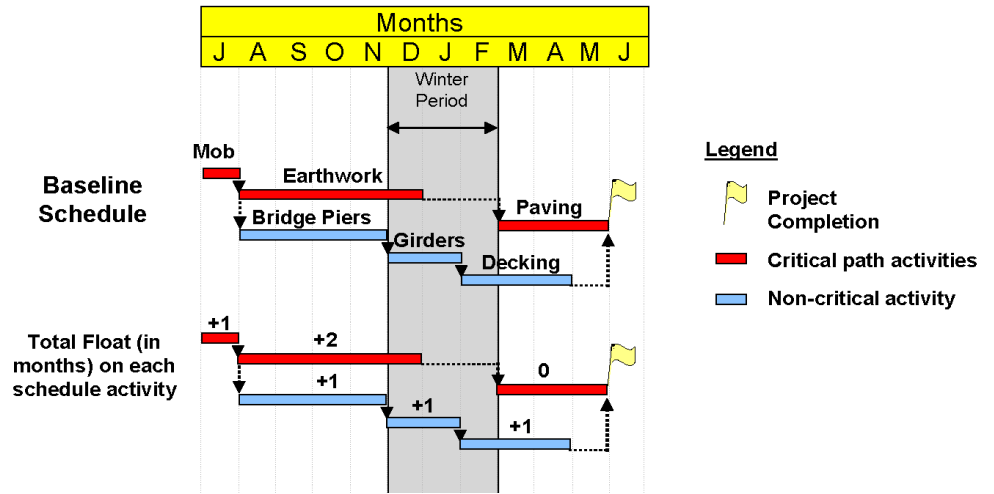 Months
J A S O N D J F M A M J
Winter
Period
Mob
Earthwork
Baseline
Schedule
Bridge Piers
Paving
Girders
Decking
Legend
Project
Completion
Critical path activities
Non-critical activity
+1
+2
Total Float (in
months) on each
schedule activity
0
+1
+1
+1